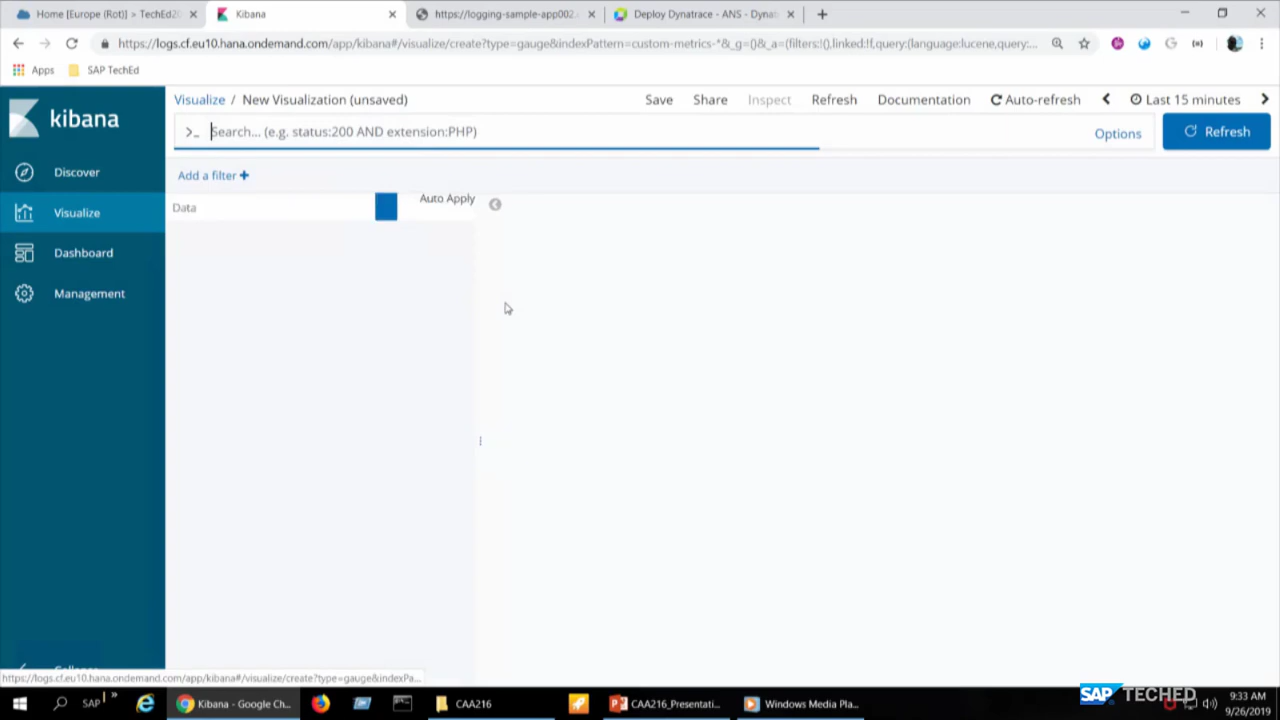 Home [Europe (Rot)] > TechEd2
Kibana
https://logging-sample-app002.
Deploy Dynatrace - ANS - Dynat
https://logs.cf.eu10.hana.ondemand.com/app/kibana#/visualize/create?type=gauge&indexPattern=custom-metrics-*&_g=()&_a=(filters:!(),linked:!f,query:(language:lucene,query:...
Apps
SAP TechEd
kibana
Visualize / New Visualization (unsaved)
Save
Share
Inspect
Refresh
Documentation
Auto-refresh
Last 15 minutes
>_ Search... (e.g. status:200 AND extension:PHP)
Options
Refresh
Discover
Add a filter +
Visualize
Data
Auto Apply
Dashboard
Management
https://logs.cf.eu10.hana.ondemand.com/app/kibana#/visualize/create?type=gauge&indexPa...
SAP
Kibana - Google Ch...
CAA216
CAA216_Presentati...
Windows Media Pla...
SAP TECHED
9:33 AM
9/26/2019